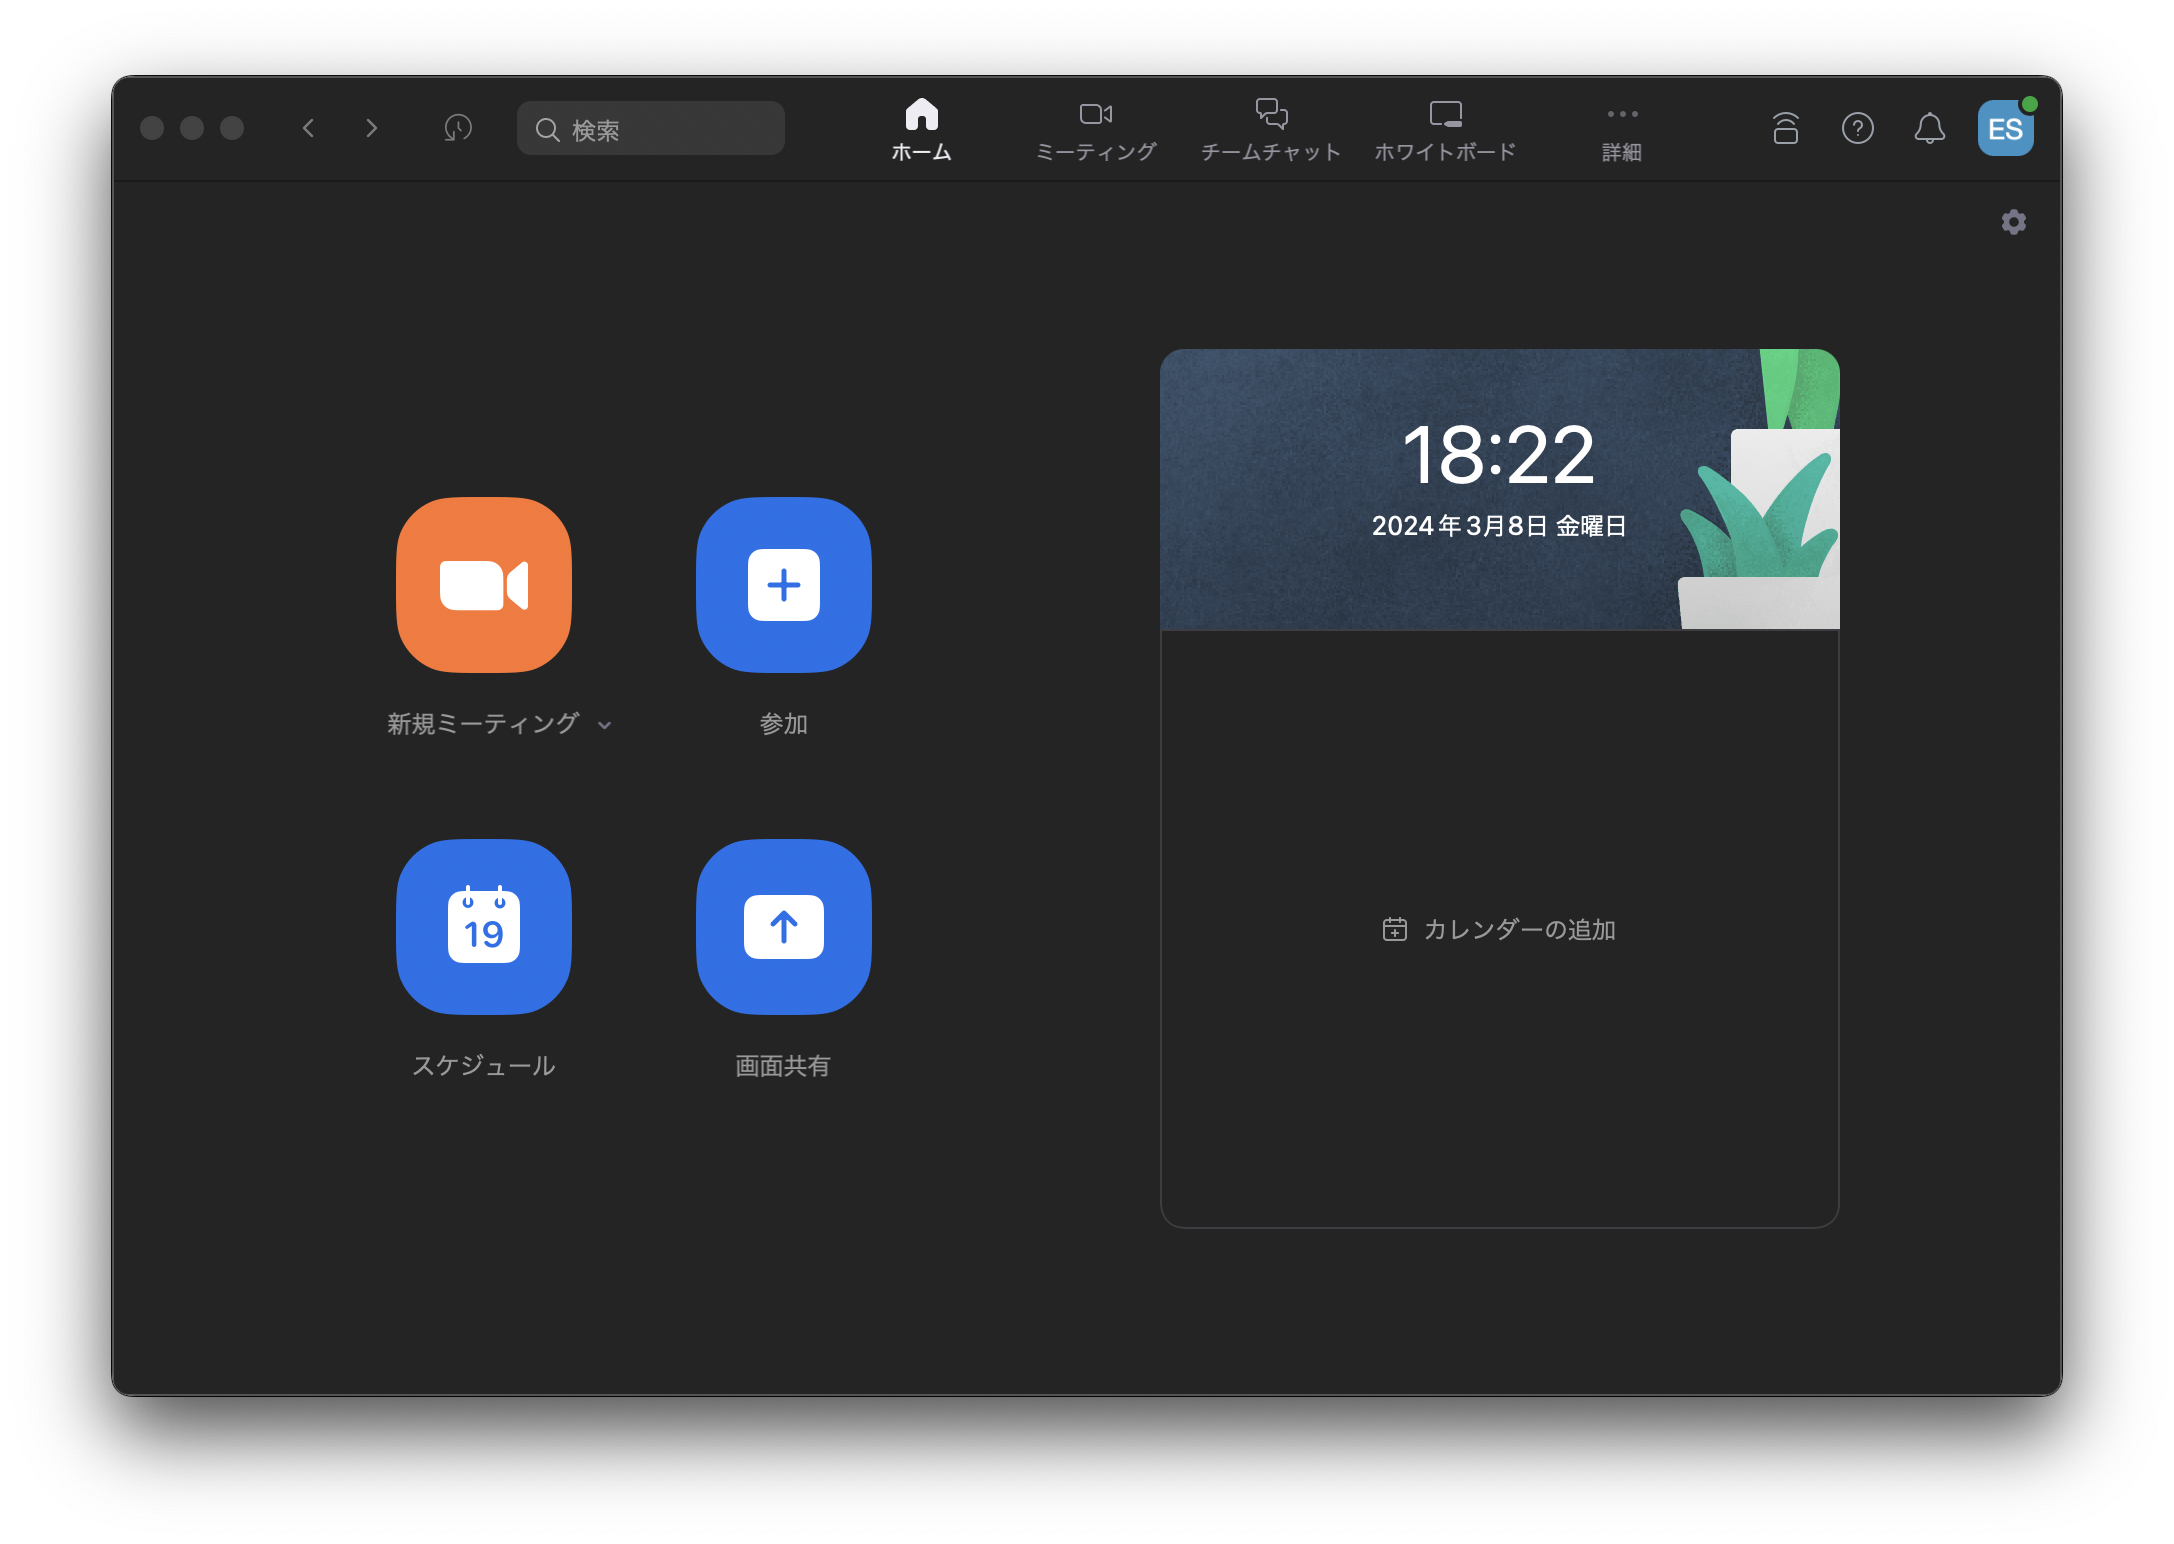 検索
ホーム
ミーティング
チームチャット
ホワイトボード
詳細
ES
18:22
2024年3月8日 金曜日
新規ミーティング
参加
19
スケジュール
画面共有
カレンダーの追加